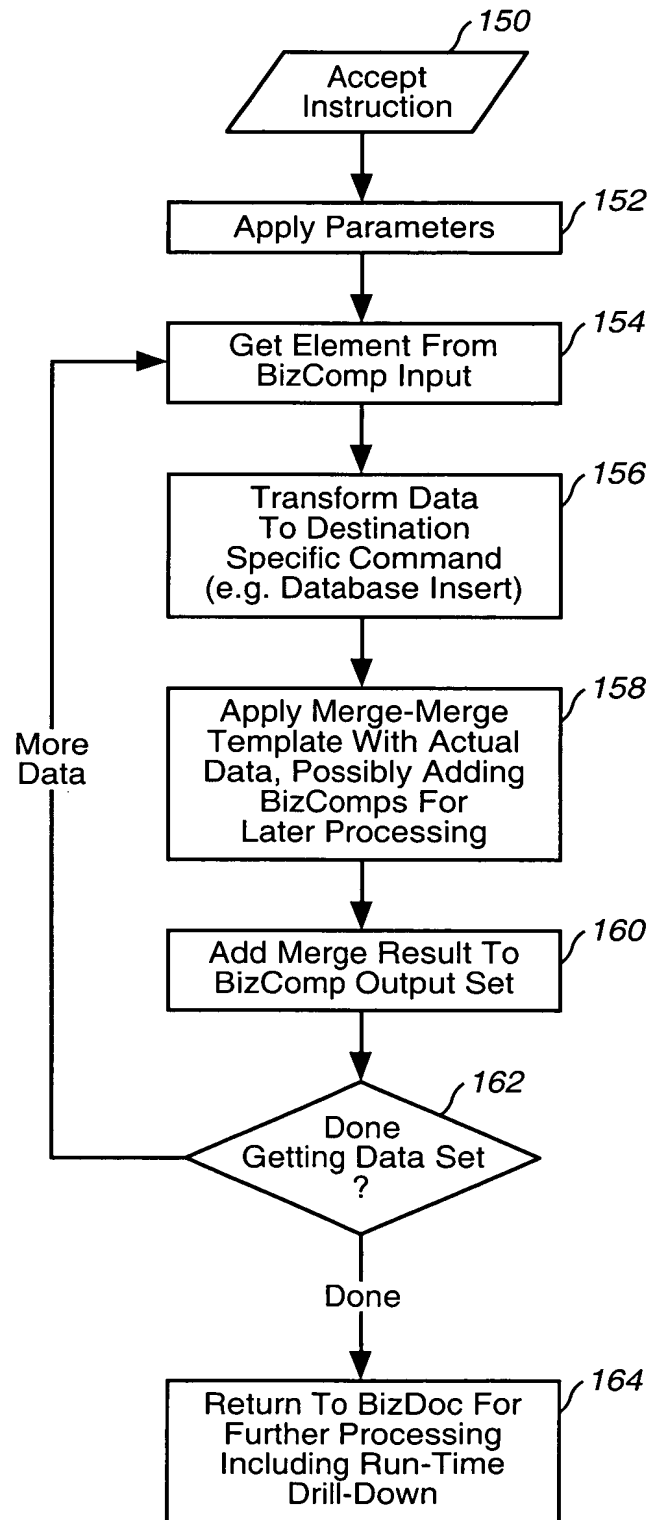 150
Accept
Instruction
152
Apply Parameters
154
Get Element From
BizComp Input
156
Transform Data
To Destination
Specific Command
(e.g. Database Insert)
158
Apply Merge-Merge
Template With Actual
Data, Possibly Adding
BizComps For
Later Processing
More
Data
160
Add Merge Result To
BizComp Output Set
162
Done
Getting Data Set
?
Done
164
Return To BizDoc For
Further Processing
Including Run-Time
Drill-Down